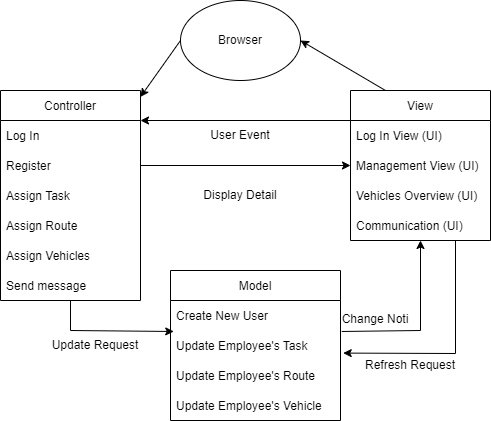 Browser
Controller
View
Log In
User Event
Log In View (UI)
Register
Management View (UI)
Assign Task
Display Detail
Vehicles Overview (UI)
Assign Route
Communication (UI)
Assign Vehicles
Send message
Model
Create New User
Change Noti
Update Request
Update Employee's Task
Refresh Request
Update Employee's Route
Update Employee's Vehicle